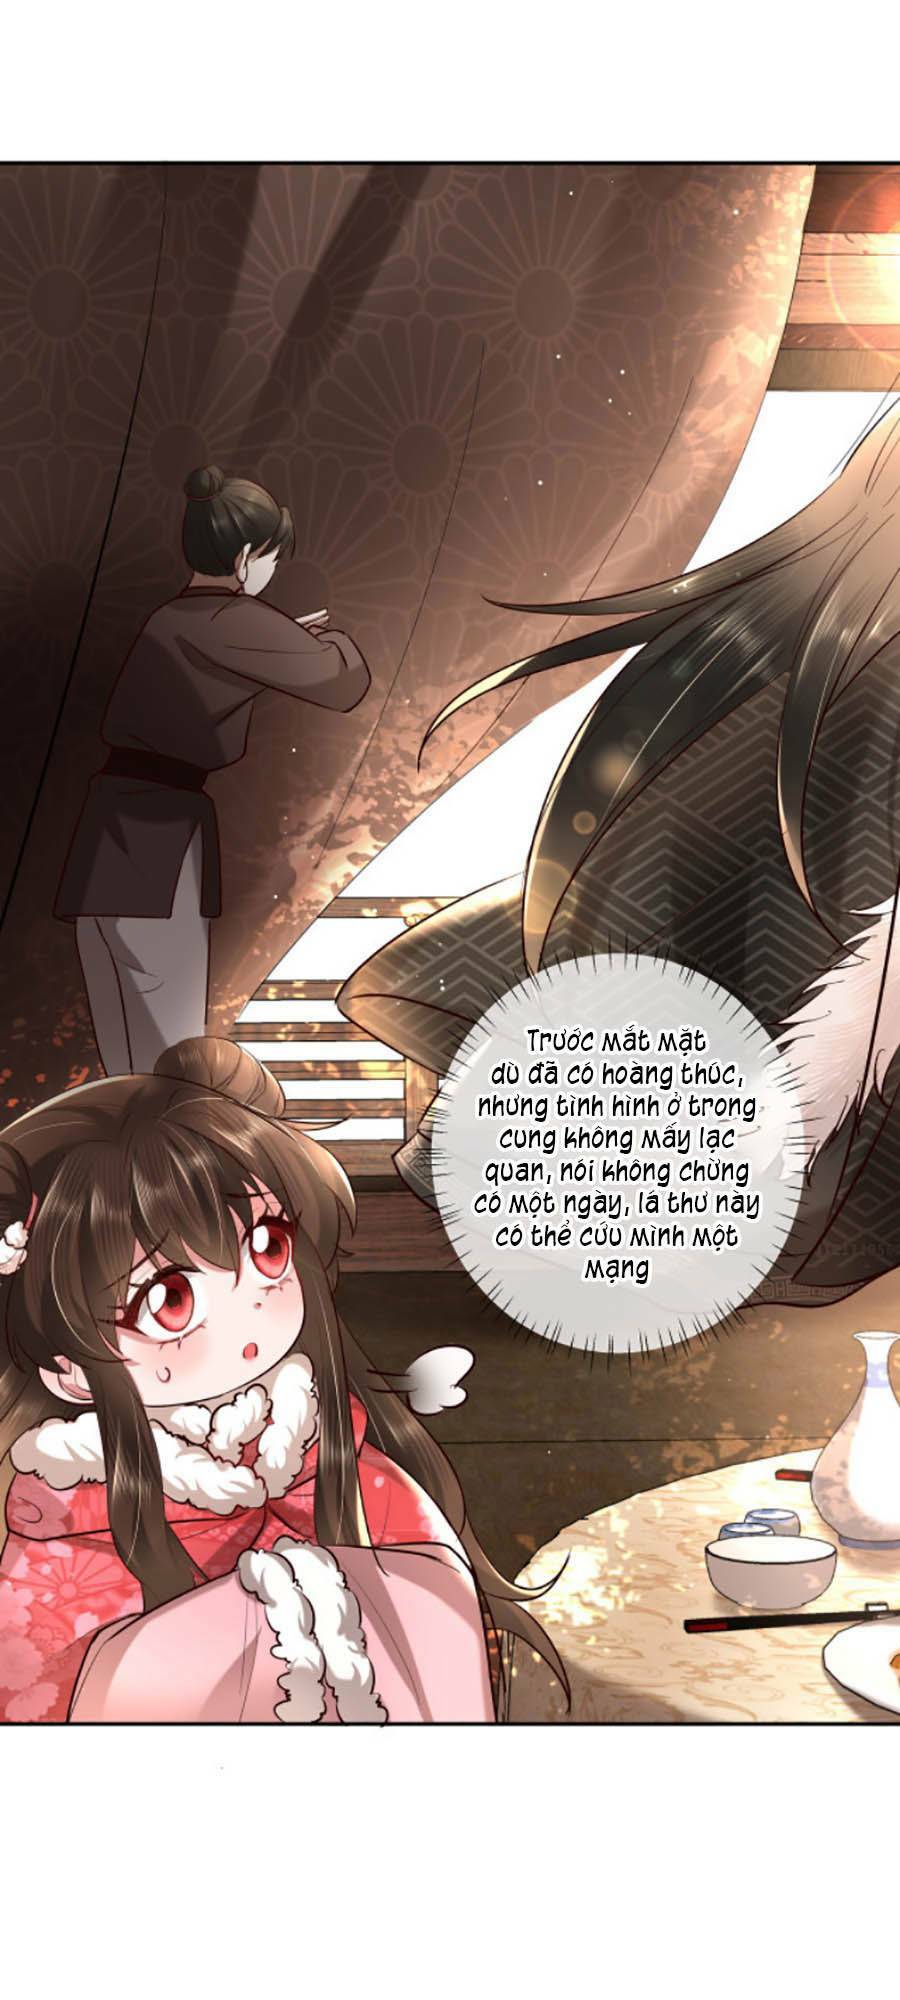 Trước mắt mặt
dù đã có hoàng thúc,
nhưng tình hình ở trong
cung không mấy lạc
quan, nói không chừng
có một ngày, lá thư này
có thể cứu mình một
mạng